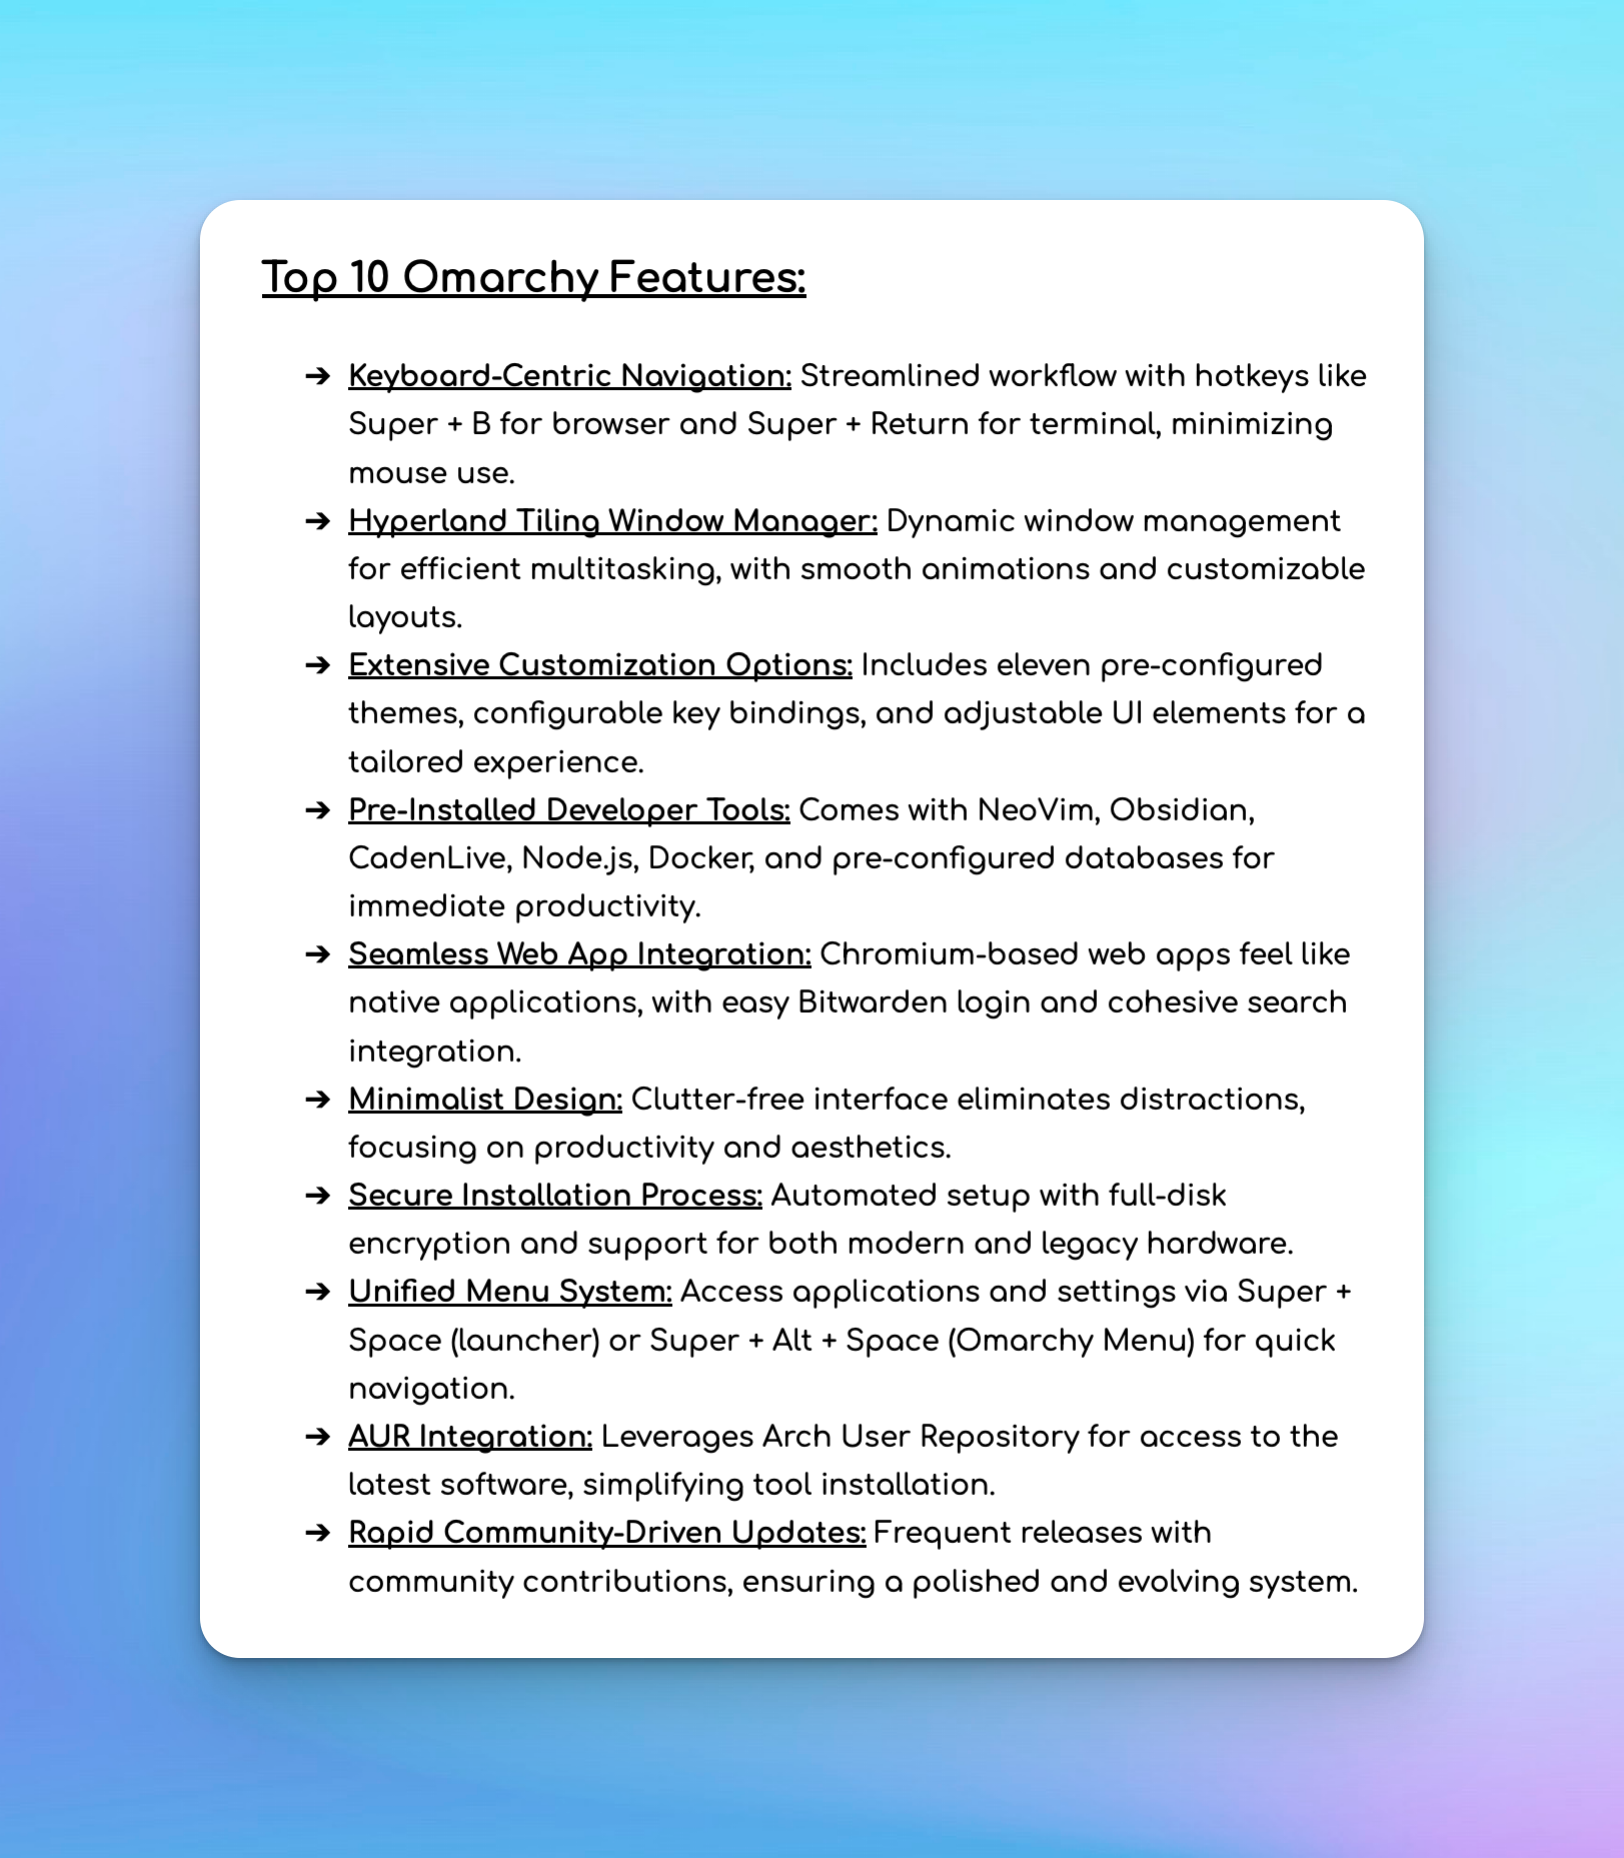 Top 10 Omarchy Features:
➔ Keyboard-Centric Navigation: Streamlined workflow with hotkeys like
Super + B for browser and Super + Return for terminal, minimizing
mouse use.
➔ Hyperland Tiling Window Manager: Dynamic window management
for efficient multitasking, with smooth animations and customizable
layouts.
➔ Extensive Customization Options: Includes eleven pre-configured
themes, configurable key bindings, and adjustable UI elements for a
tailored experience.
➔ Pre-Installed Developer Tools: Comes with NeoVim, Obsidian,
CadenLive, Node.js, Docker, and pre-configured databases for
immediate productivity.
➔ Seamless Web App Integration: Chromium-based web apps feel like
native applications, with easy Bitwarden login and cohesive search
integration.
➔ Minimalist Design: Clutter-free interface eliminates distractions,
focusing on productivity and aesthetics.
➔ Secure Installation Process: Automated setup with full-disk
encryption and support for both modern and legacy hardware.
➔ Unified Menu System: Access applications and settings via Super +
Space (launcher) or Super + Alt + Space (Omarchy Menu) for quick
navigation.
➔ AUR Integration: Leverages Arch User Repository for access to the
latest software, simplifying tool installation.
➔ Rapid Community-Driven Updates: Frequent releases with
community contributions, ensuring a polished and evolving system.